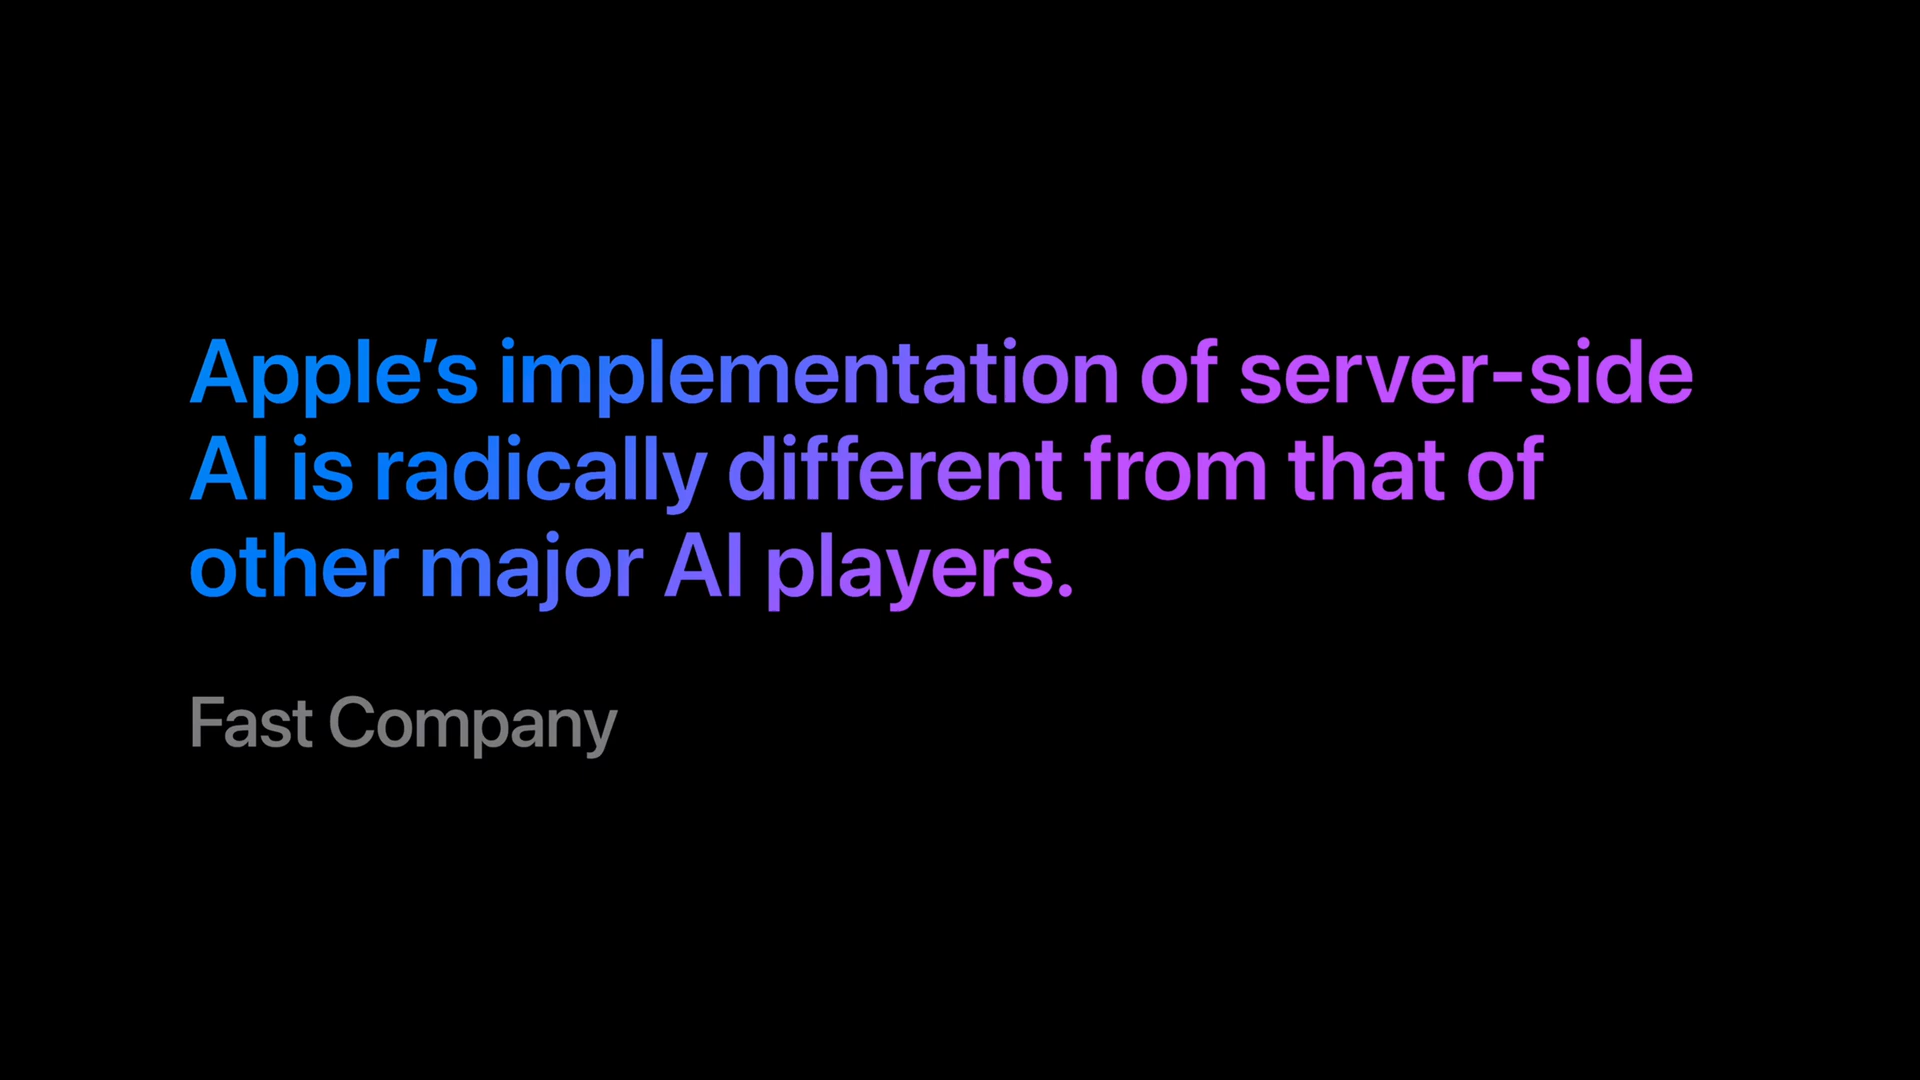 Apple’s implementation of server-side
AI is radically different from that of
other major AI players.
Fast Company